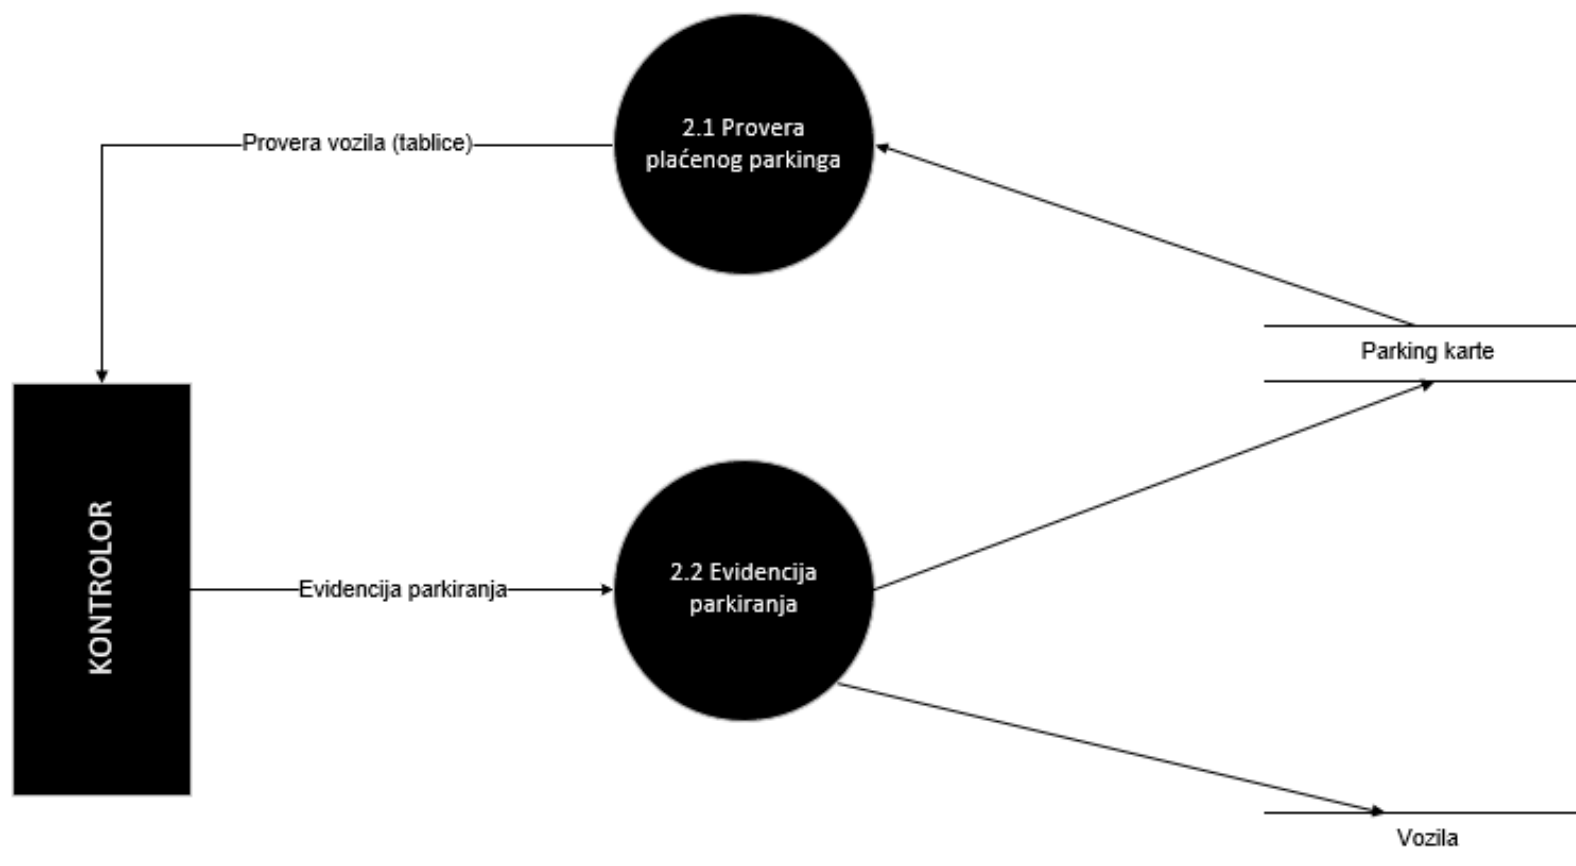 2.1 Provera
plaćenog parkinga
Provera vozila (tablice)
Parking karte
KONTROLOR
Evidencija parkiranja
2.2 Evidencija
parkiranja
Vozila